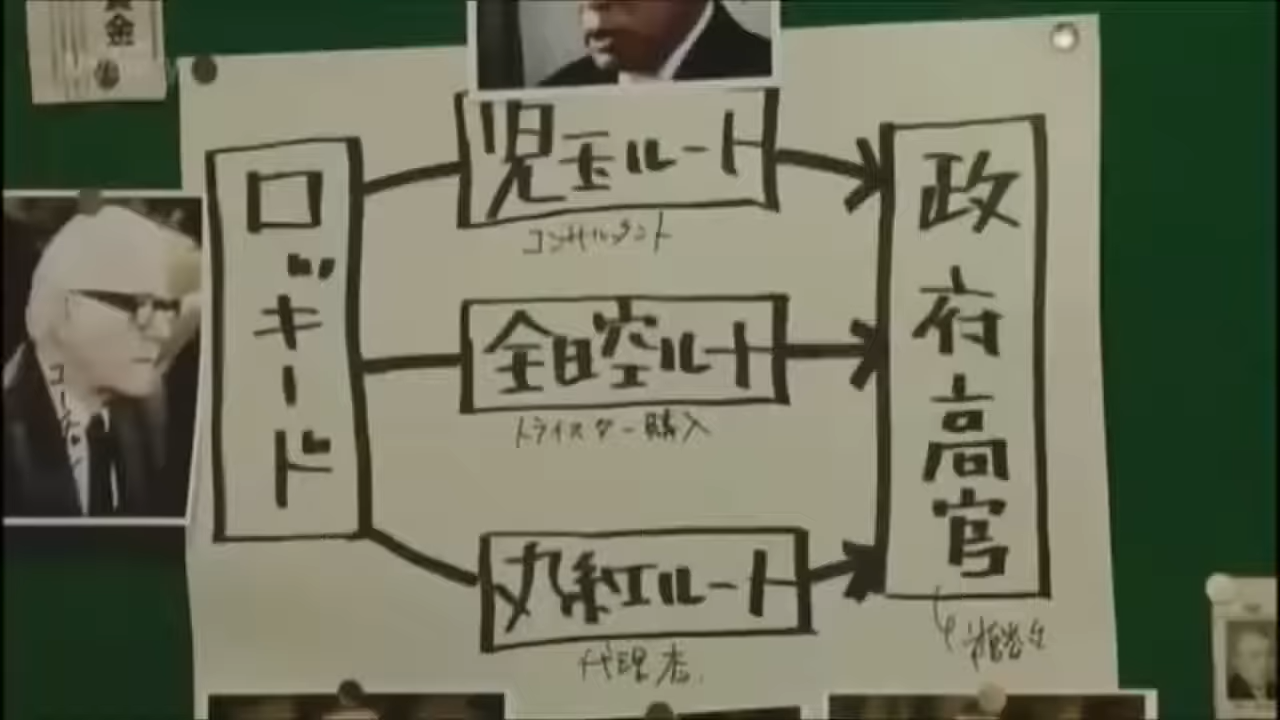 金
ロッキード
児玉ルート
コンサルタント
全日空ルート
トライスター購入
丸紅ルート
代理店
政府高官